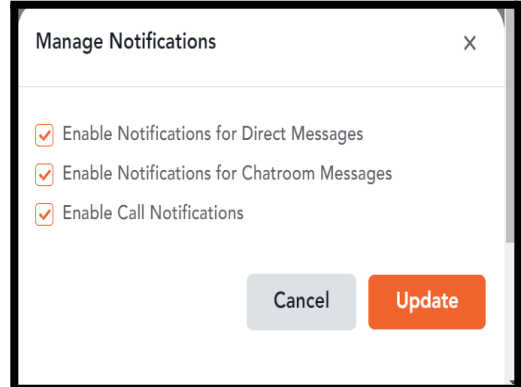 Manage Notifications
Enable Notifications for Direct Messages
Enable Notifications for Chatroom Messages
Enable Call Notifications
Cancel Update